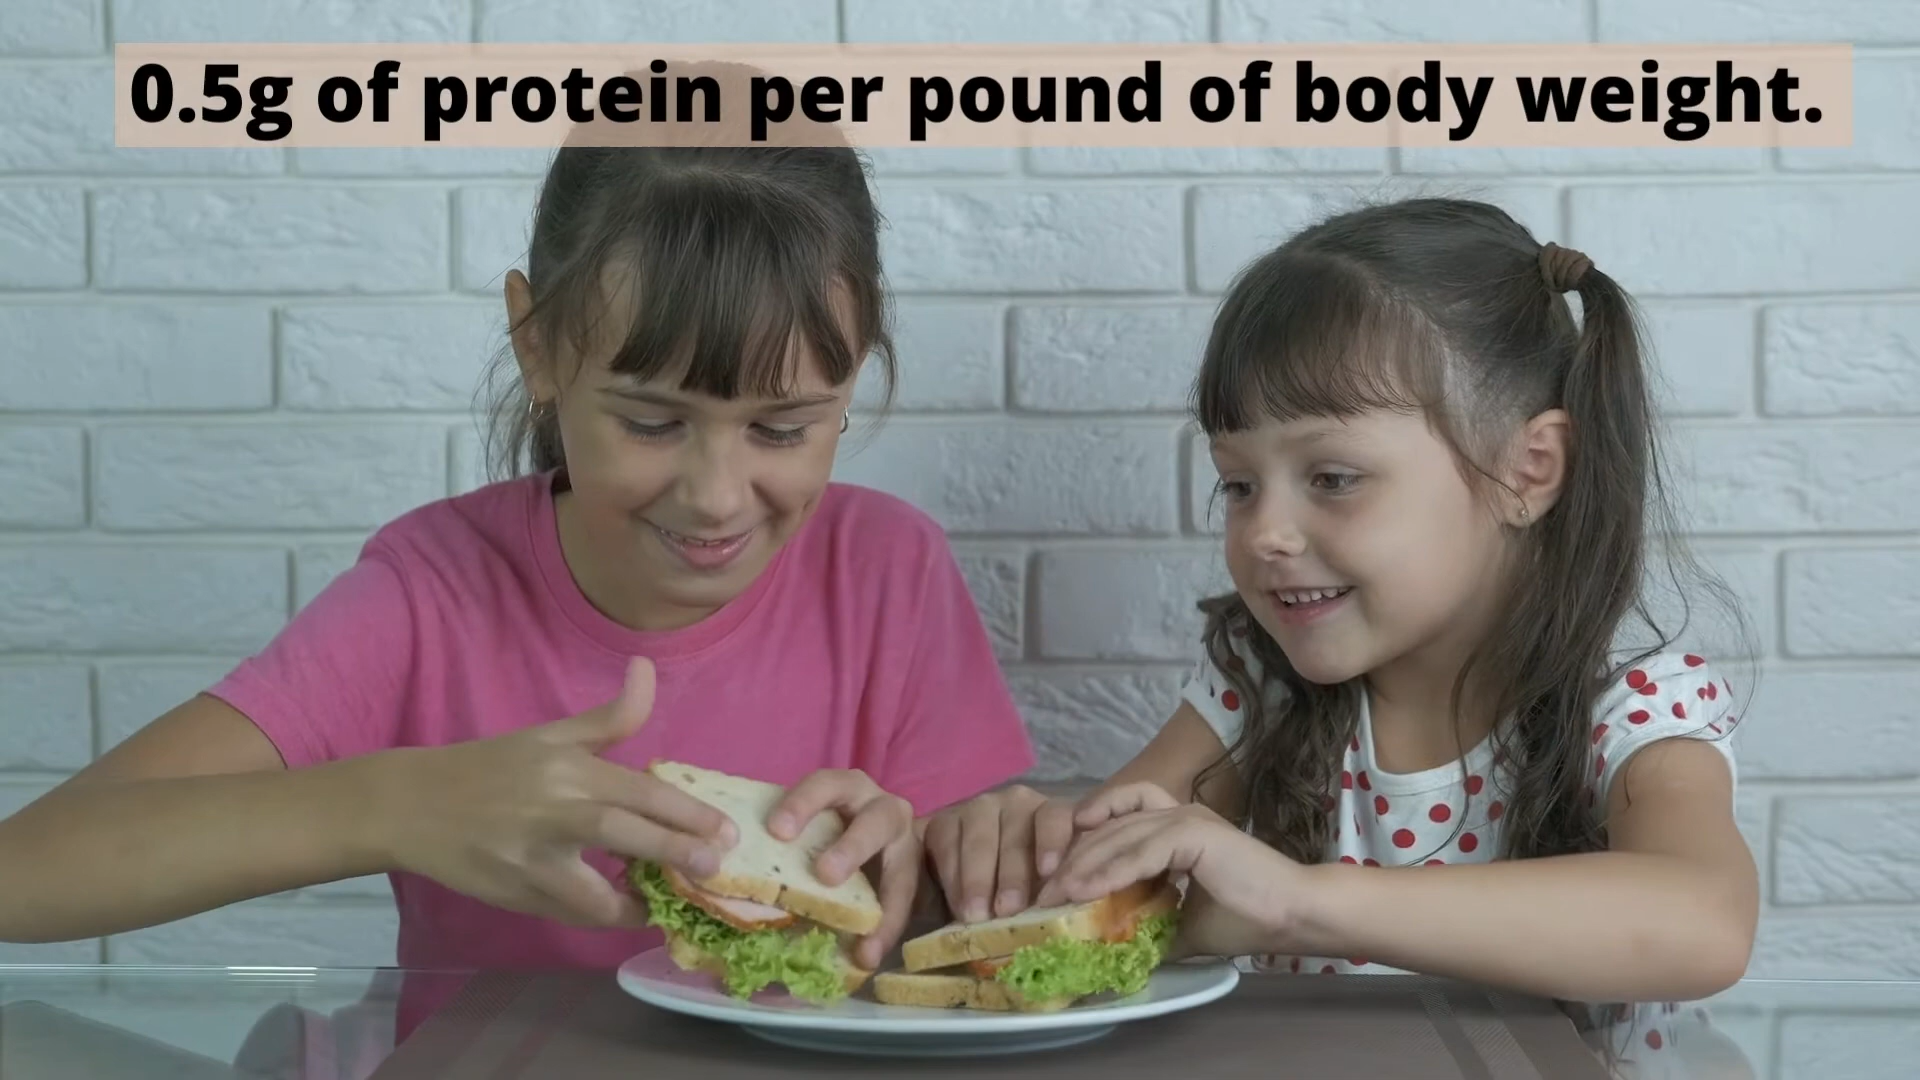 0.5g of protein per pound of body weight.